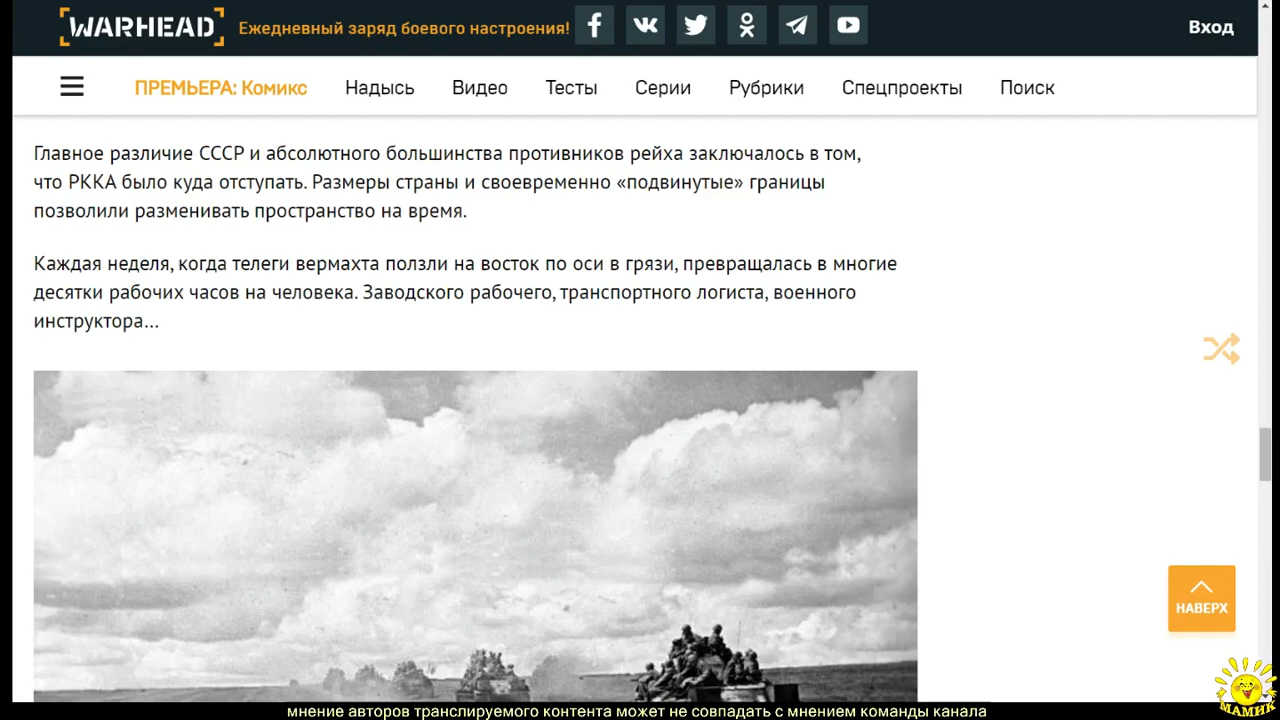 WARHEAD
Ежедневный заряд боевого настроения!
Вход
ПРЕМЬЕРА: Комикс Надысь Видео Тесты Серии Рубрики Спецпроекты Поиск
Главное различие СССР и абсолютного большинства противников рейха заключалось в том,
что РККА было куда отступать. Размеры страны и своевременно «подвинутые» границы
позволили разменивать пространство на время.
Каждая неделя, когда телеги вермахта ползли на восток по оси в грязи, превращалась в многие
десятки рабочих часов на человека. Заводского рабочего, транспортного логиста, военного
инструктора...
НАВЕРХ
МАМИК
мнение авторов транслируемого контента может не совпадать с мнением команды канала